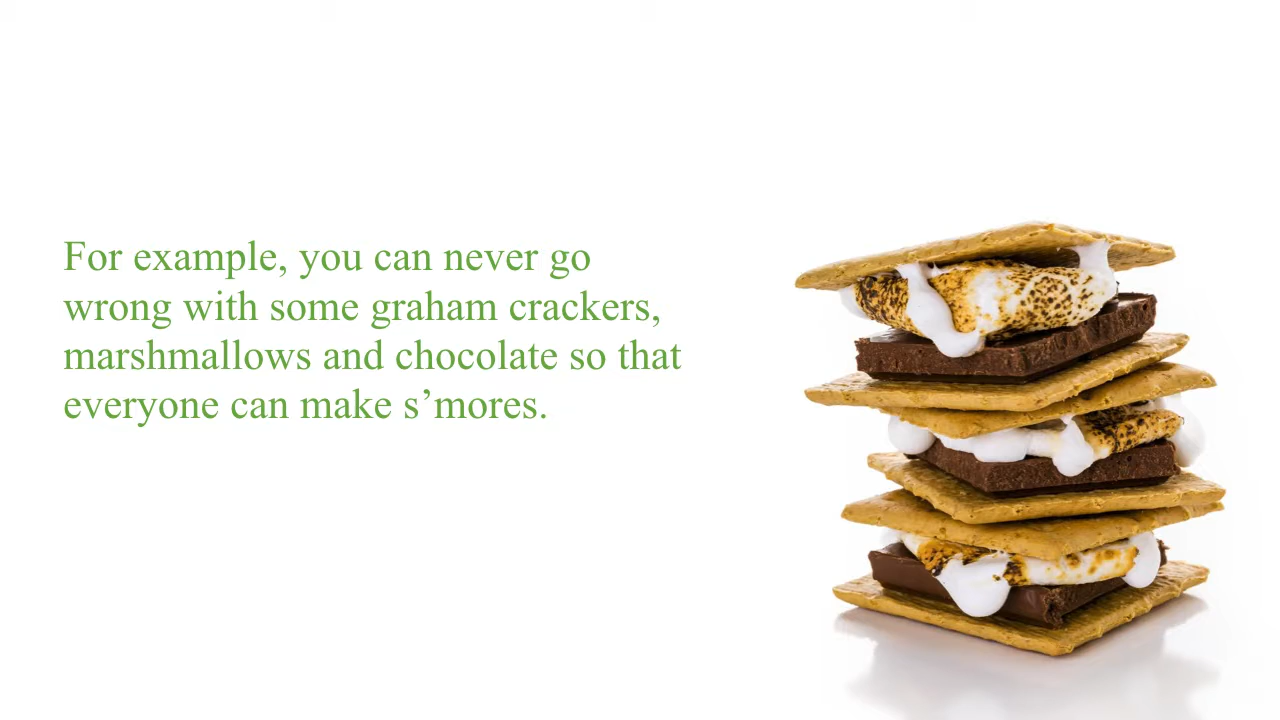 For example, you can never go
wrong with some graham crackers,
marshmallows and chocolate so that
everyone can make s’mores.